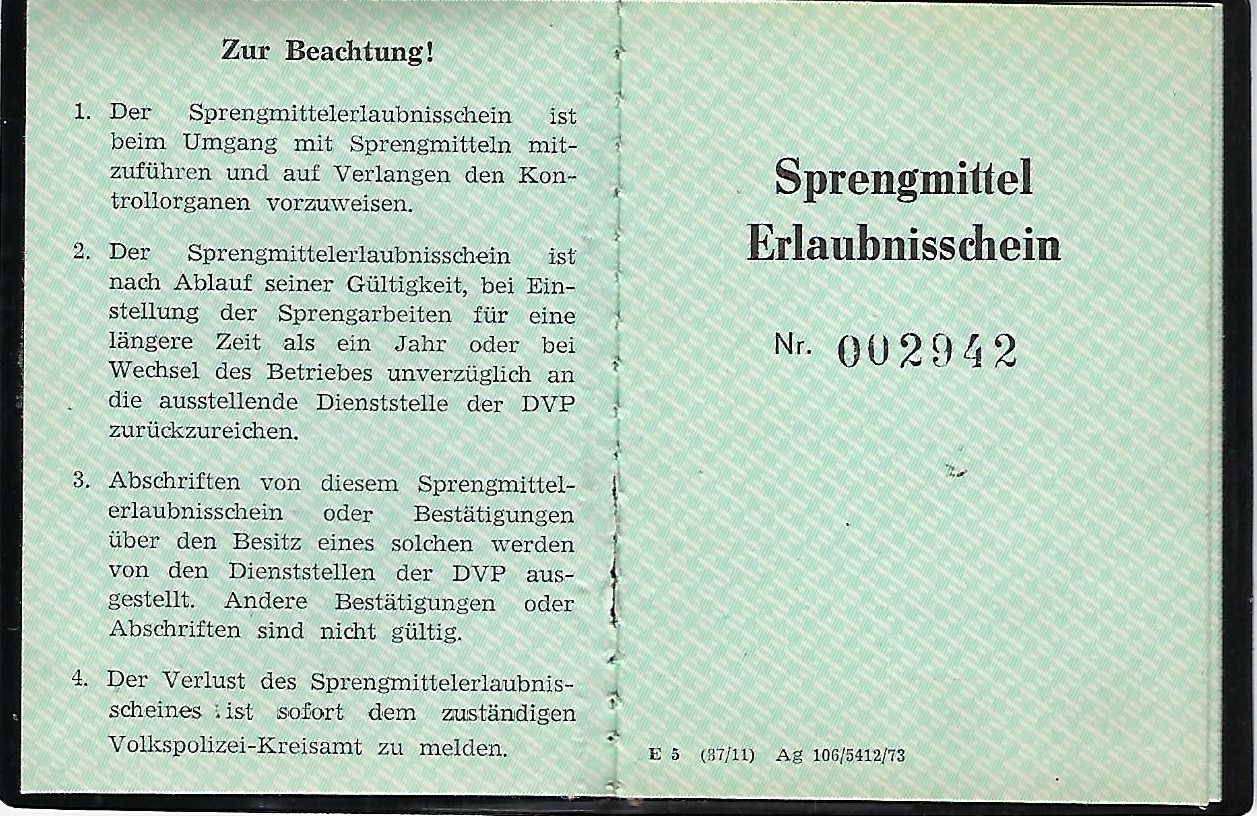 Zur Beachtung!
1. Der Sprengmittelerlaubnisschein ist
beim Umgang mit Sprengmitteln mit-
zuführen und auf Verlangen den Kon-
trollorganen vorzuweisen.
2. Der Sprengmittelerlaubnisschein ist
nach Ablauf seiner Gültigkeit, bei Ein-
stellung der Sprengarbeiten für eine
längere Zeit als ein Jahr oder bei
Wechsel des Betriebes unverzüglich an
die ausstellende Dienststelle der DVP
zurückzureichen.
3. Abschriften von diesem Sprengmittel-
erlaubnisschein oder Bestätigungen
über den Besitz eines solchen werden
von den Dienststellen der DVP aus-
gestellt. Andere Bestätigungen oder
Abschriften sind nicht gültig.
4. Der Verlust des Sprengmittelerlaubnis-
scheines ist sofort dem zuständigen
Volkspolizei-Kreisamt zu melden.
Sprengmittel
Erlaubnisschein
Nr. 002942
E 5 (87/11) Ag 106/5412/73